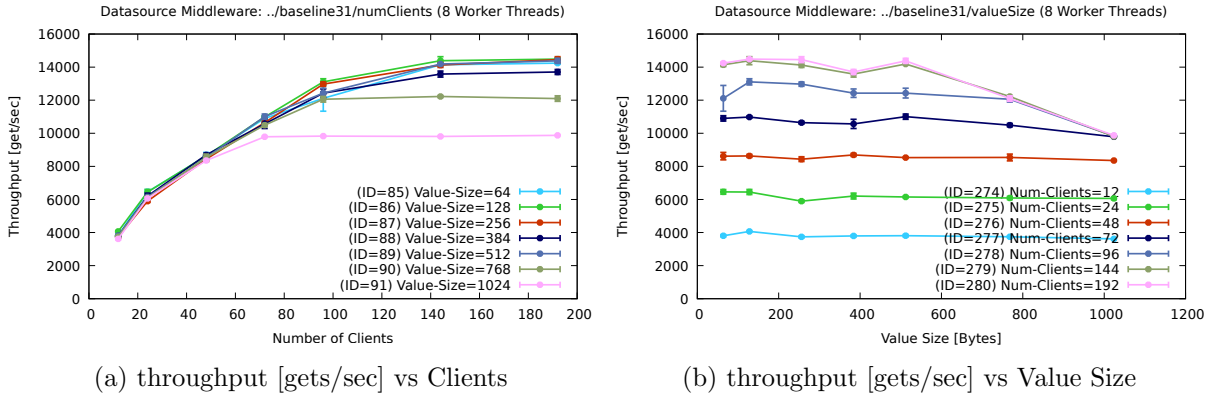 Datasource Middleware: ../baseline31/numClients (8 Worker Threads)
16000
14000
12000
10000
8000
6000
4000
2000
0
Throughput [get/sec]
(ID=85) Value-Size=64
(ID=86) Value-Size=128
(ID=87) Value-Size=256
(ID=88) Value-Size=384
(ID=89) Value-Size=512
(ID=90) Value-Size=768
(ID=91) Value-Size=1024
0 20 40 60 80 100 120 140 160 180 200
Number of Clients
(a) throughput [gets/sec] vs Clients
Datasource Middleware: ../baseline31/valueSize (8 Worker Threads)
16000
14000
12000
10000
8000
6000
4000
2000
0
Throughput [get/sec]
(ID=274) Num-Clients=12
(ID=275) Num-Clients=24
(ID=276) Num-Clients=48
(ID=277) Num-Clients=72
(ID=278) Num-Clients=96
(ID=279) Num-Clients=144
(ID=280) Num-Clients=192
0 200 400 600 800 1000 1200
Value Size [Bytes]
(b) throughput [gets/sec] vs Value Size